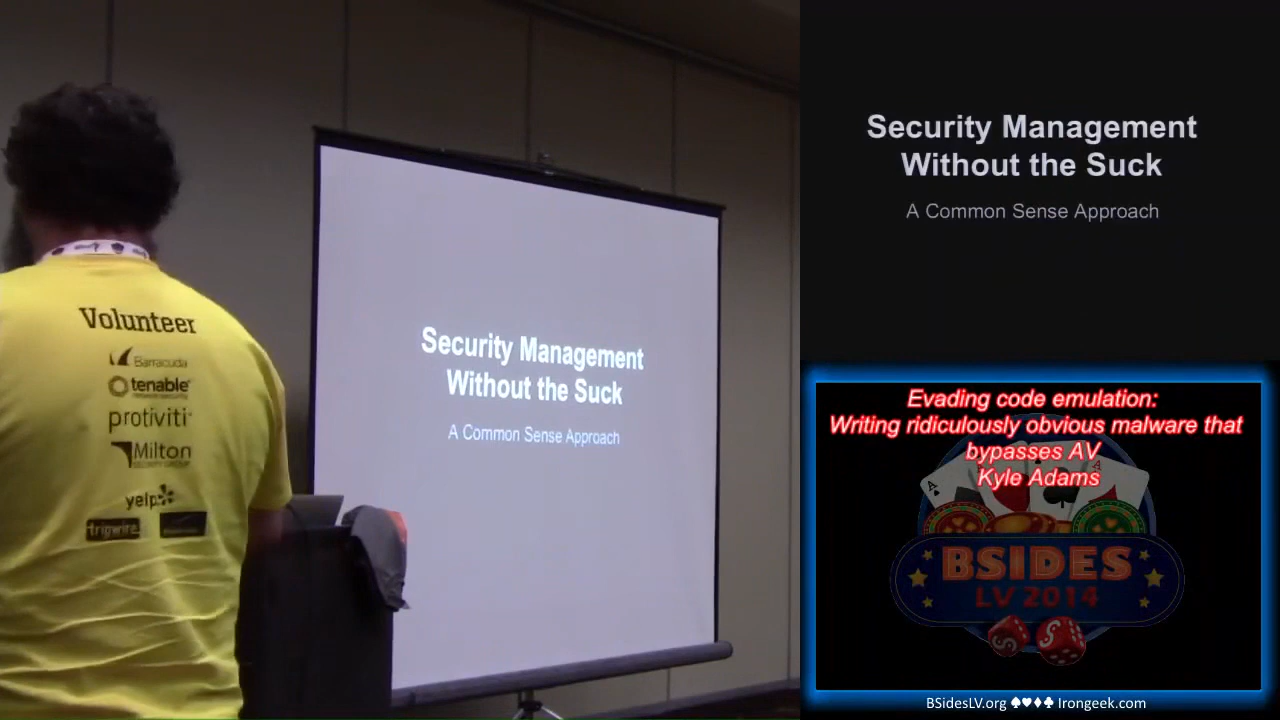 Volunteer
Barracuda
tenable
protiviti
Milton
SECURITY GROUP
yelp
tripwire
Security Management
Without the Suck
A Common Sense Approach
Security Management
Without the Suck
A Common Sense Approach
Evading code emulation:
Writing ridiculously obvious malware that
bypasses AV
Kyle Adams
A
A
BSIDES
LV 2014
BSidesLV.org ♠♥♦♣ Irongeek.com